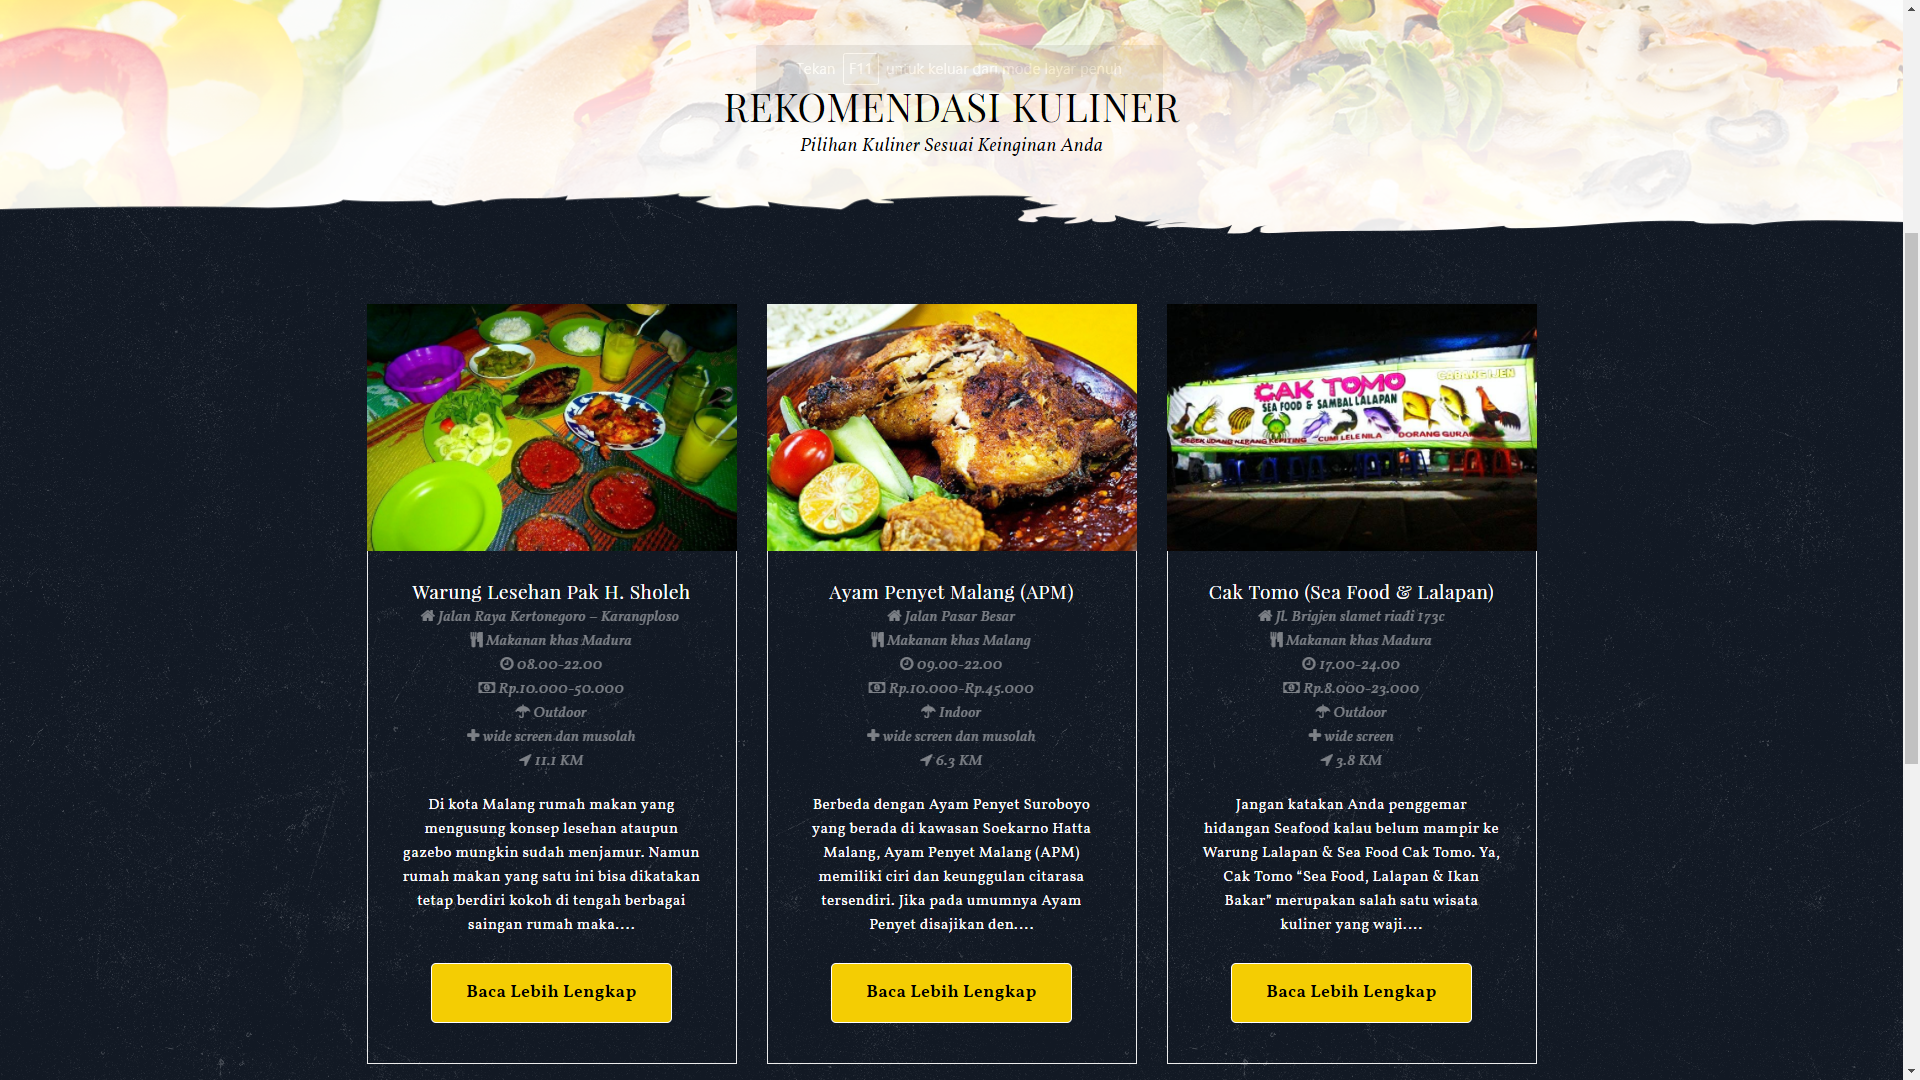 Tekan F11 untuk keluar dari mode layar penuh
REKOMENDASI KULINER
Pilihan Kuliner Sesuai Keinginan Anda
CAK TOMO
CABANG IJEN
SEA FOOD & SAMBAL LALAPAN
BEBEK UDANG KERANG KEPITING CUMI LELE NILA DORANG GURAMI
Warung Lesehan Pak H. Sholeh
Jalan Raya Kertonegoro – Karangploso
Makanan khas Madura
08.00-22.00
Rp.10.000-50.000
Outdoor
wide screen dan musolah
11.1 KM
Di kota Malang rumah makan yang
mengusung konsep lesehan ataupun
gazebo mungkin sudah menjamur. Namun
rumah makan yang satu ini bisa dikatakan
tetap berdiri kokoh di tengah berbagai
saingan rumah maka....
Baca Lebih Lengkap
Ayam Penyet Malang (APM)
Jalan Pasar Besar
Makanan khas Malang
09.00-22.00
Rp.10.000-Rp.45.000
Indoor
wide screen dan musolah
6.3 KM
Berbeda dengan Ayam Penyet Suroboyo
yang berada di kawasan Soekarno Hatta
Malang, Ayam Penyet Malang (APM)
memiliki ciri dan keunggulan citarasa
tersendiri. Jika pada umumnya Ayam
Penyet disajikan den....
Baca Lebih Lengkap
Cak Tomo (Sea Food & Lalapan)
Jl. Brigjen slamet riadi 173c
Makanan khas Madura
17.00-24.00
Rp.8.000-23.000
Outdoor
wide screen
3.8 KM
Jangan katakan Anda penggemar
hidangan Seafood kalau belum mampir ke
Warung Lalapan & Sea Food Cak Tomo. Ya,
Cak Tomo “Sea Food, Lalapan & Ikan
Bakar” merupakan salah satu wisata
kuliner yang waji....
Baca Lebih Lengkap